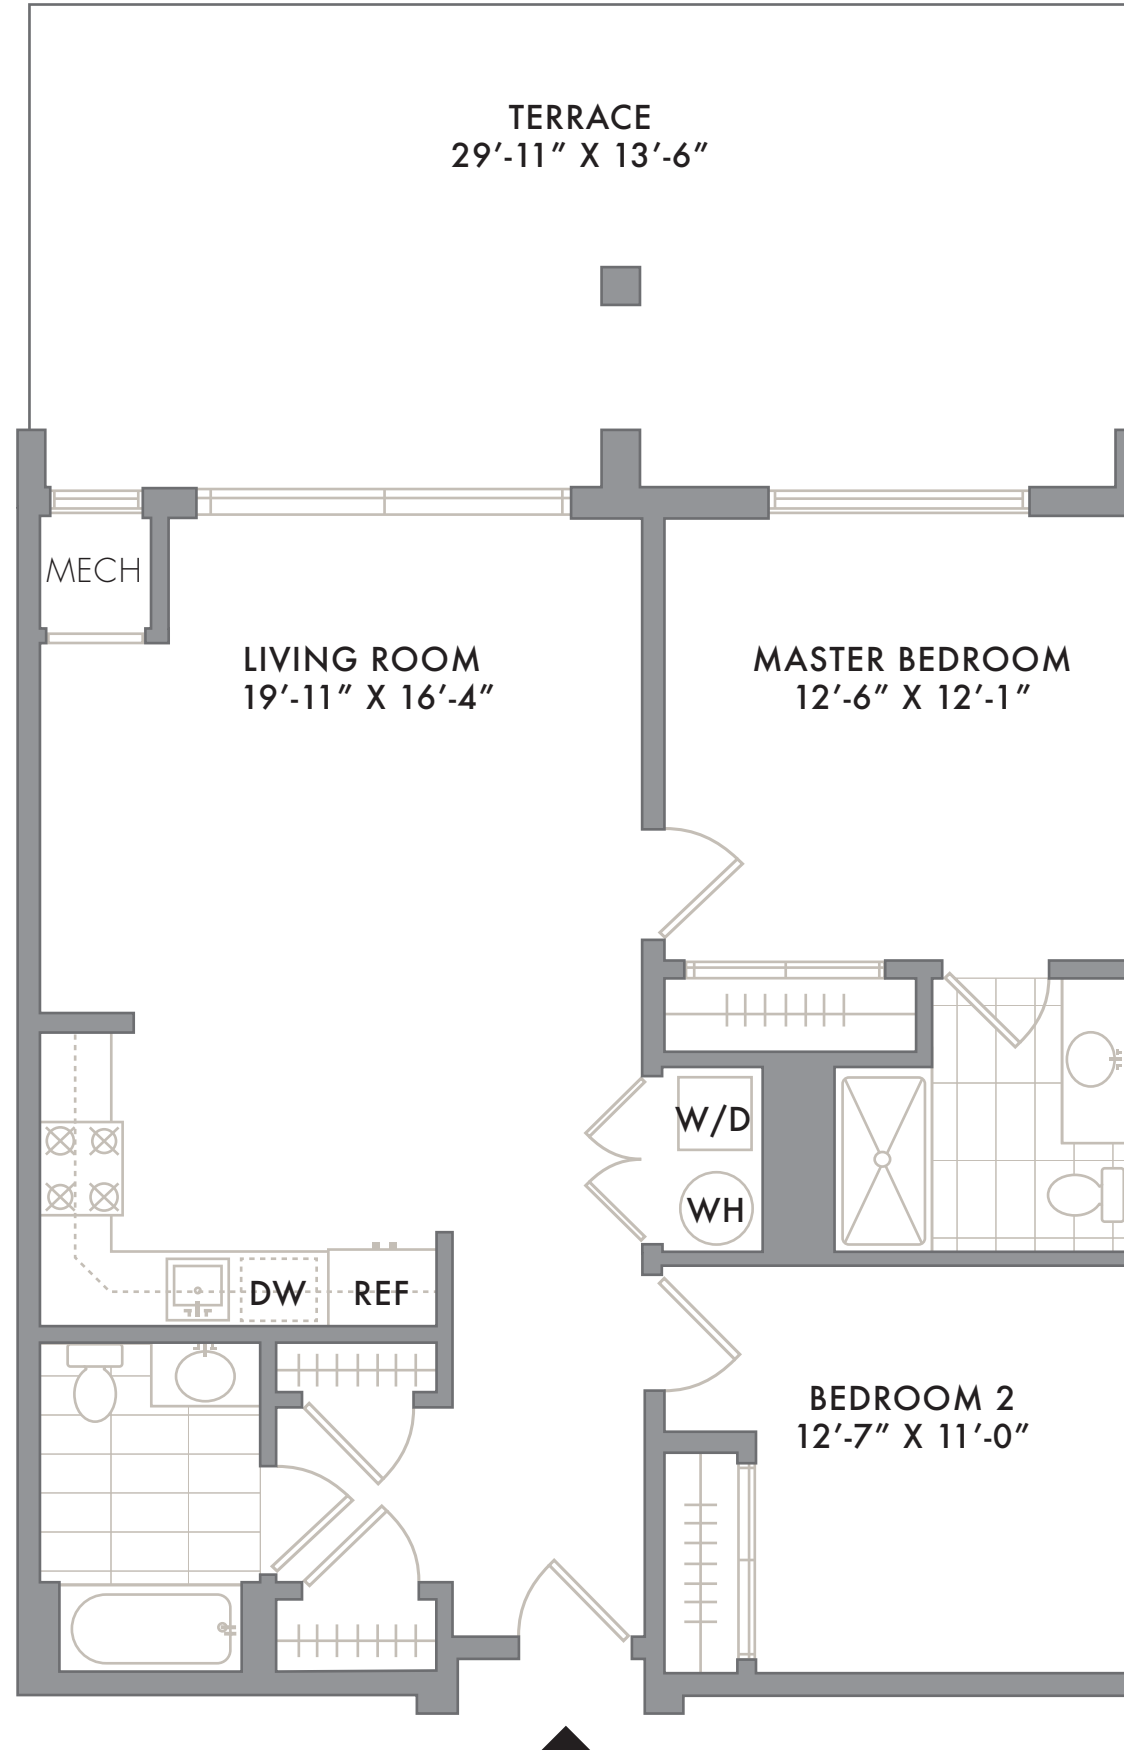 TERRACE
29′-11″ X 13′-6″
MECH
LIVING ROOM
19′-11″ X 16′-4″
MASTER BEDROOM
12′-6″ X 12′-1″
W/D
WH
DW
REF
BEDROOM 2
12′-7″ X 11′-0″